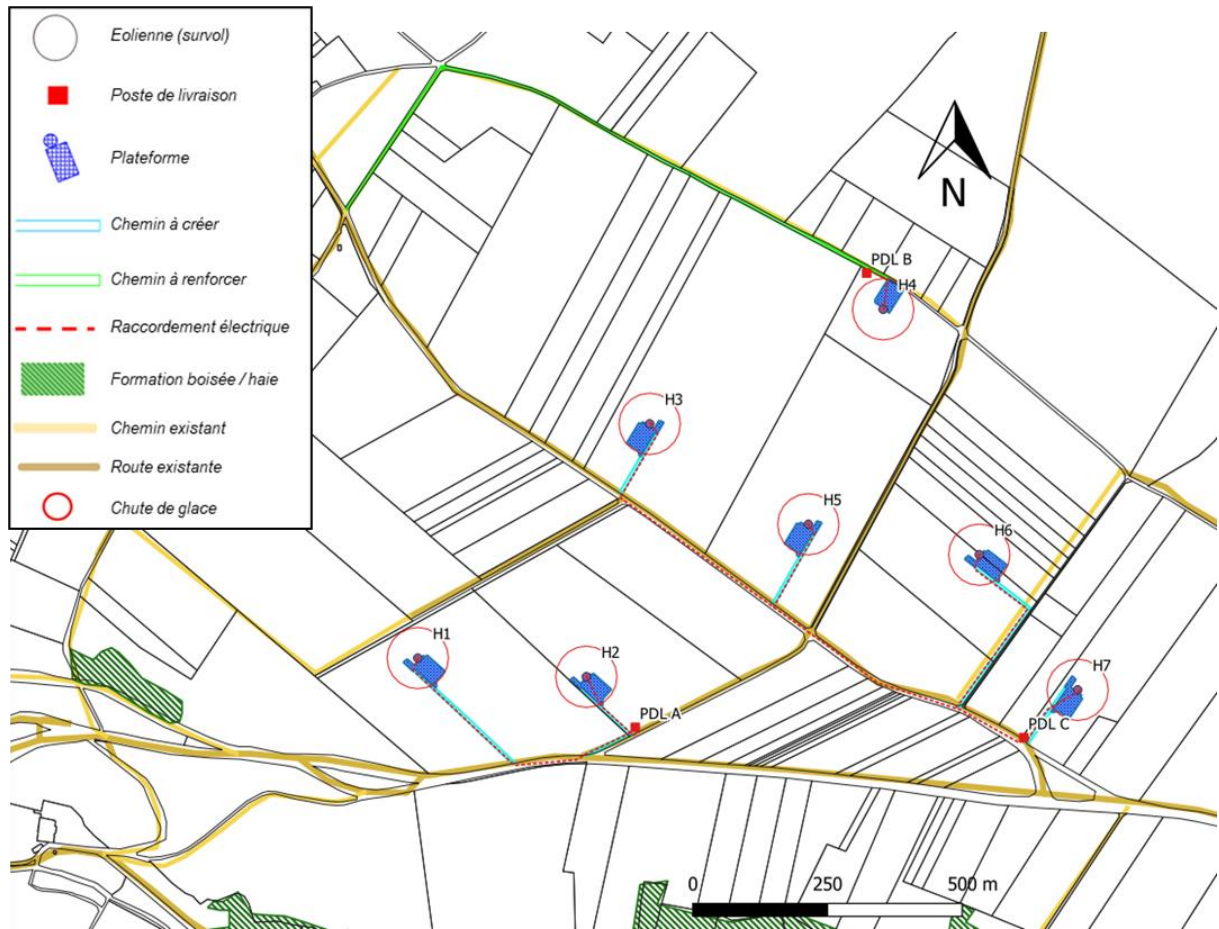 Eolienne (survol)
Poste de livraison
Plateforme
Chemin à créer
Chemin à renforcer
Raccordement électrique
Formation boisée / haie
Chemin existant
Route existante
Chute de glace
N
PDL B
H4
H3
H5
H6
H1
H2
H7
PDL A
PDL C
0 250 500 m